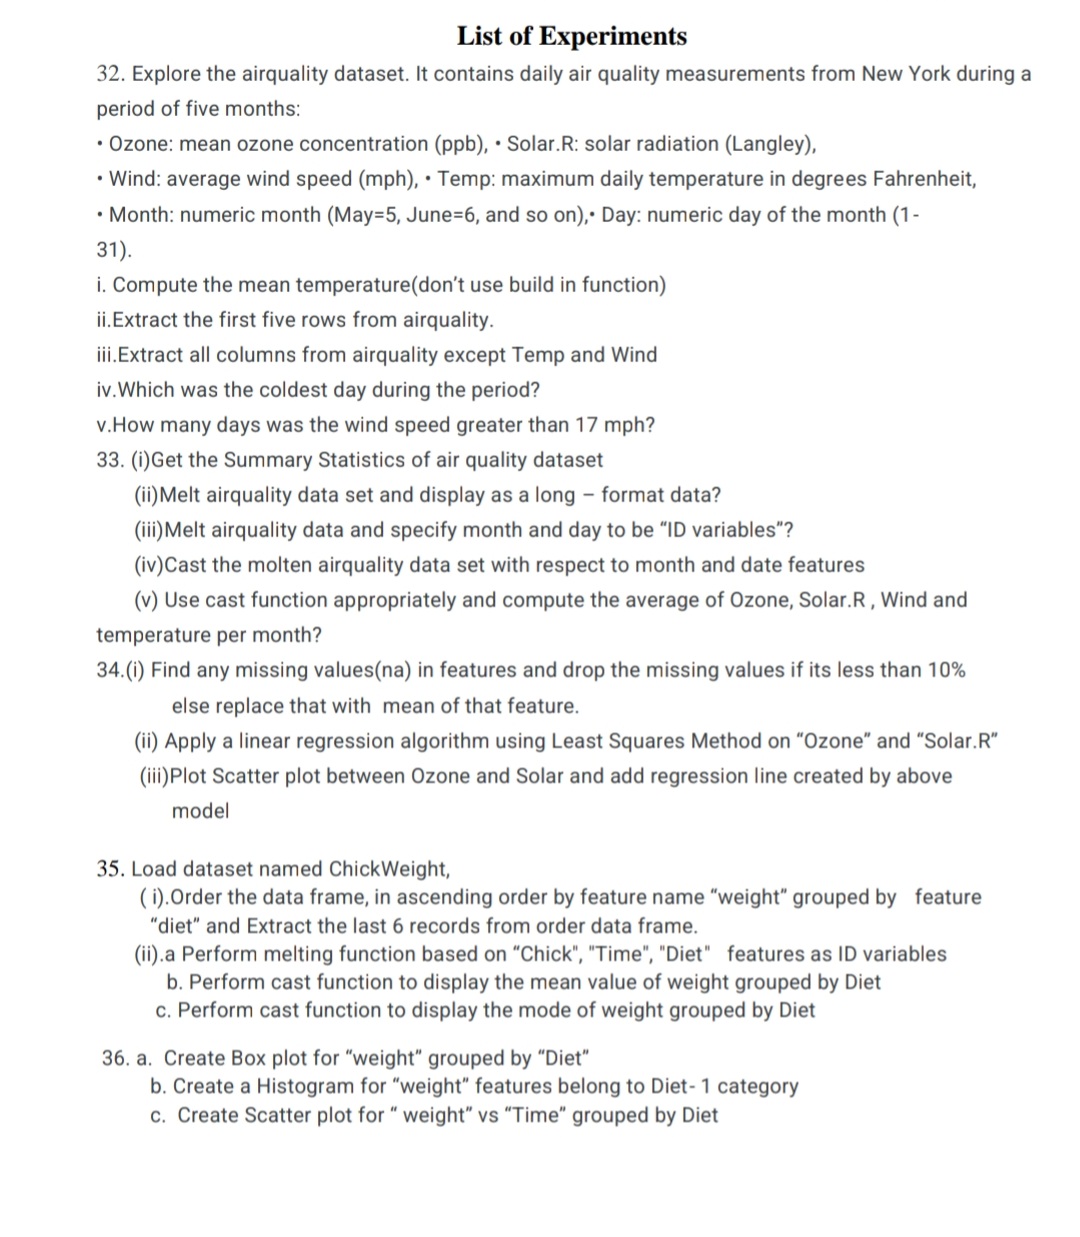 List of Experiments
32. Explore the airquality dataset. It contains daily air quality measurements from New York during a
period of five months:
• Ozone: mean ozone concentration (ppb), • Solar.R: solar radiation (Langley),
• Wind: average wind speed (mph), • Temp: maximum daily temperature in degrees Fahrenheit,
• Month: numeric month (May=5, June=6, and so on),• Day: numeric day of the month (1-
31).
i. Compute the mean temperature(don't use build in function)
ii.Extract the first five rows from airquality.
iii.Extract all columns from airquality except Temp and Wind
iv.Which was the coldest day during the period?
v.How many days was the wind speed greater than 17 mph?
33. (i)Get the Summary Statistics of air quality dataset
(ii)Melt airquality data set and display as a long – format data?
(iii)Melt airquality data and specify month and day to be “ID variables”?
(iv)Cast the molten airquality data set with respect to month and date features
(v) Use cast function appropriately and compute the average of Ozone, Solar.R , Wind and
temperature per month?
34.(i) Find any missing values(na) in features and drop the missing values if its less than 10%
else replace that with  mean of that feature.
(ii) Apply a linear regression algorithm using Least Squares Method on “Ozone” and “Solar.R”
(iii)Plot Scatter plot between Ozone and Solar and add regression line created by above
model
35. Load dataset named ChickWeight,
( i).Order the data frame, in ascending order by feature name “weight” grouped by   feature
“diet” and Extract the last 6 records from order data frame.
(ii).a Perform melting function based on “Chick", "Time", "Diet"   features as ID variables
b. Perform cast function to display the mean value of weight grouped by Diet
c. Perform cast function to display the mode of weight grouped by Diet
36. a.  Create Box plot for “weight” grouped by “Diet”
b. Create a Histogram for “weight” features belong to Diet- 1 category
c.  Create Scatter plot for “ weight” vs “Time” grouped by Diet